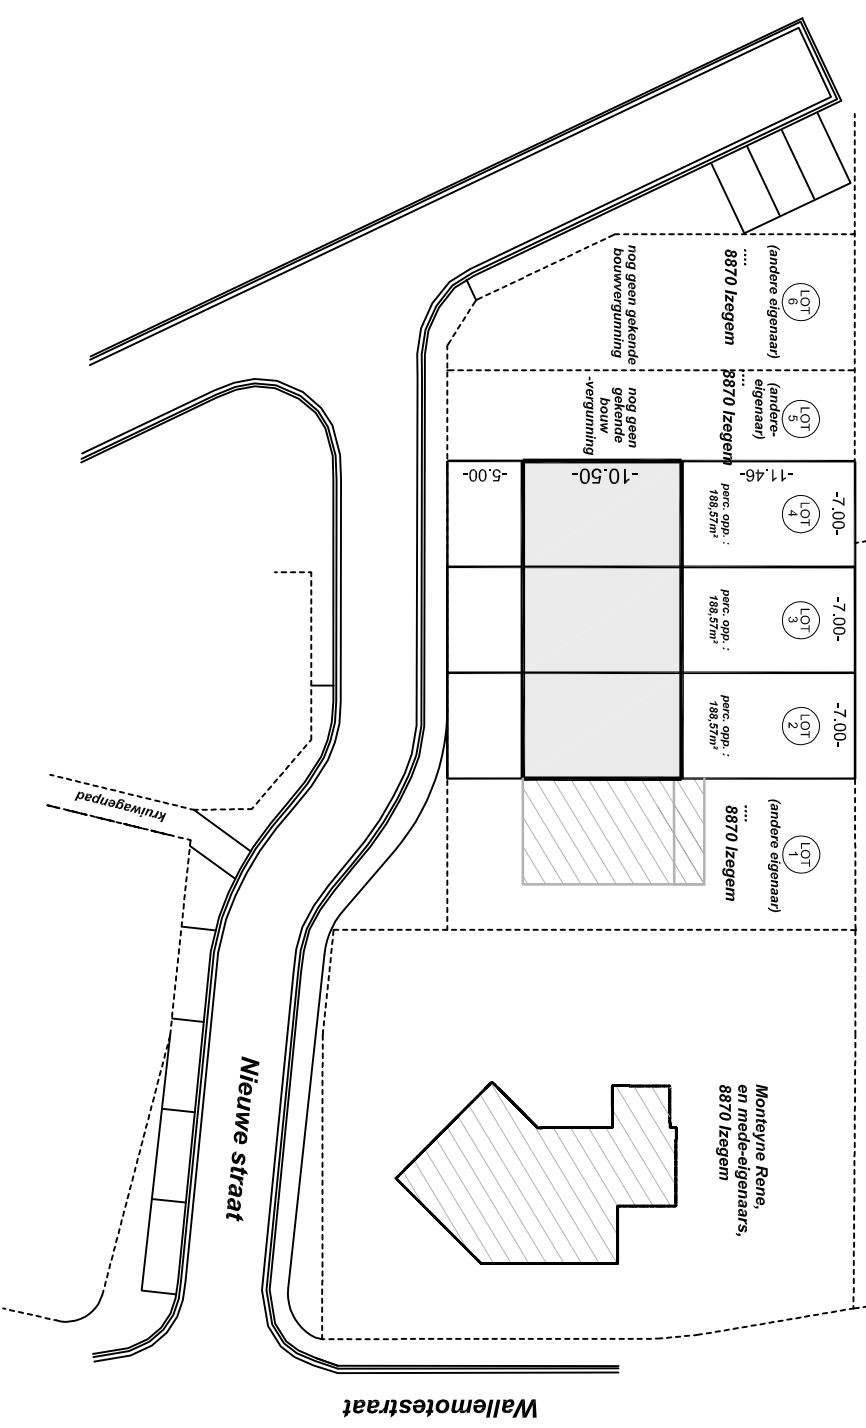 LOT
6
(andere eigenaar)
....
8870 Izegem
nog geen gekende
bouwvergunning
LOT
5
(andere-
eigenaar)
....
8870 Izegem
nog geen
gekende
bouw
-vergunning
-5.00-
-10.50-
-11.46-
-7.00-
LOT
4
perc. opp. :
188,57m²
-7.00-
LOT
3
perc. opp. :
188,57m²
-7.00-
LOT
2
perc. opp. :
188,57m²
LOT
1
(andere eigenaar)
....
8870 Izegem
kruiwagenpad
Monteyne Rene,
en mede-eigenaars,
8870 Izegem
Nieuwe straat
Wallemotestraat